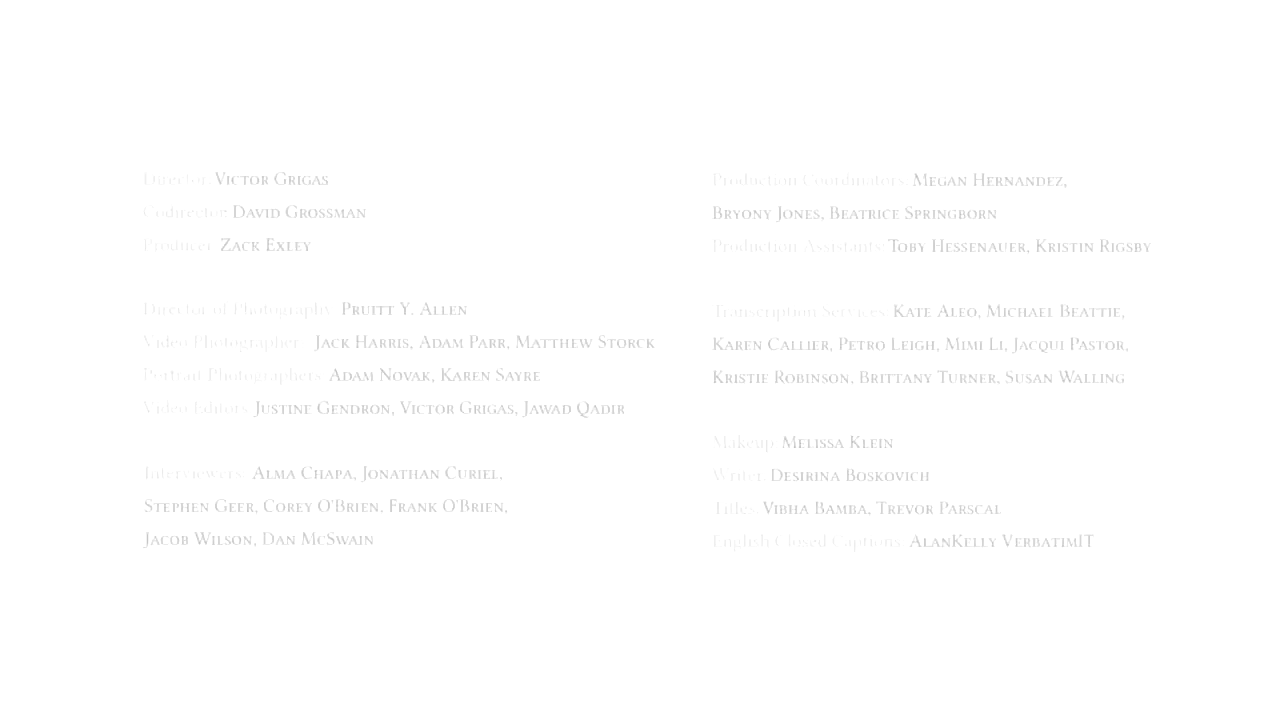 Director: Victor Grigas
Codirector: David Grossman
Producer: Zack Exley
Director of Photography: Pruitt Y. Allen
Video Photographer: Jack Harris, Adam Parr, Matthew Storck
Portrait Photographers: Adam Novak, Karen Sayre
Video Editors: Justine Gendron, Victor Grigas, Jawad Qadir
Interviewers: Alma Chapa, Jonathan Curiel,
Stephen Geer, Corey O'Brien, Frank O'Brien,
Jacob Wilson, Dan McSwain
Production Coordinators: Megan Hernandez,
Bryony Jones, Beatrice Springborn
Production Assistants: Toby Hessenauer, Kristin Rigsby
Transcription Services: Kate Aleo, Michael Beattie,
Karen Callier, Petro Leigh, Mimi Li, Jacqui Pastor,
Kristie Robinson, Brittany Turner, Susan Walling
Makeup: Melissa Klein
Writer: Desirina Boskovich
Titles: Vibha Bamba, Trevor Parscal
English Closed Captions: AlanKelly VerbatimIT